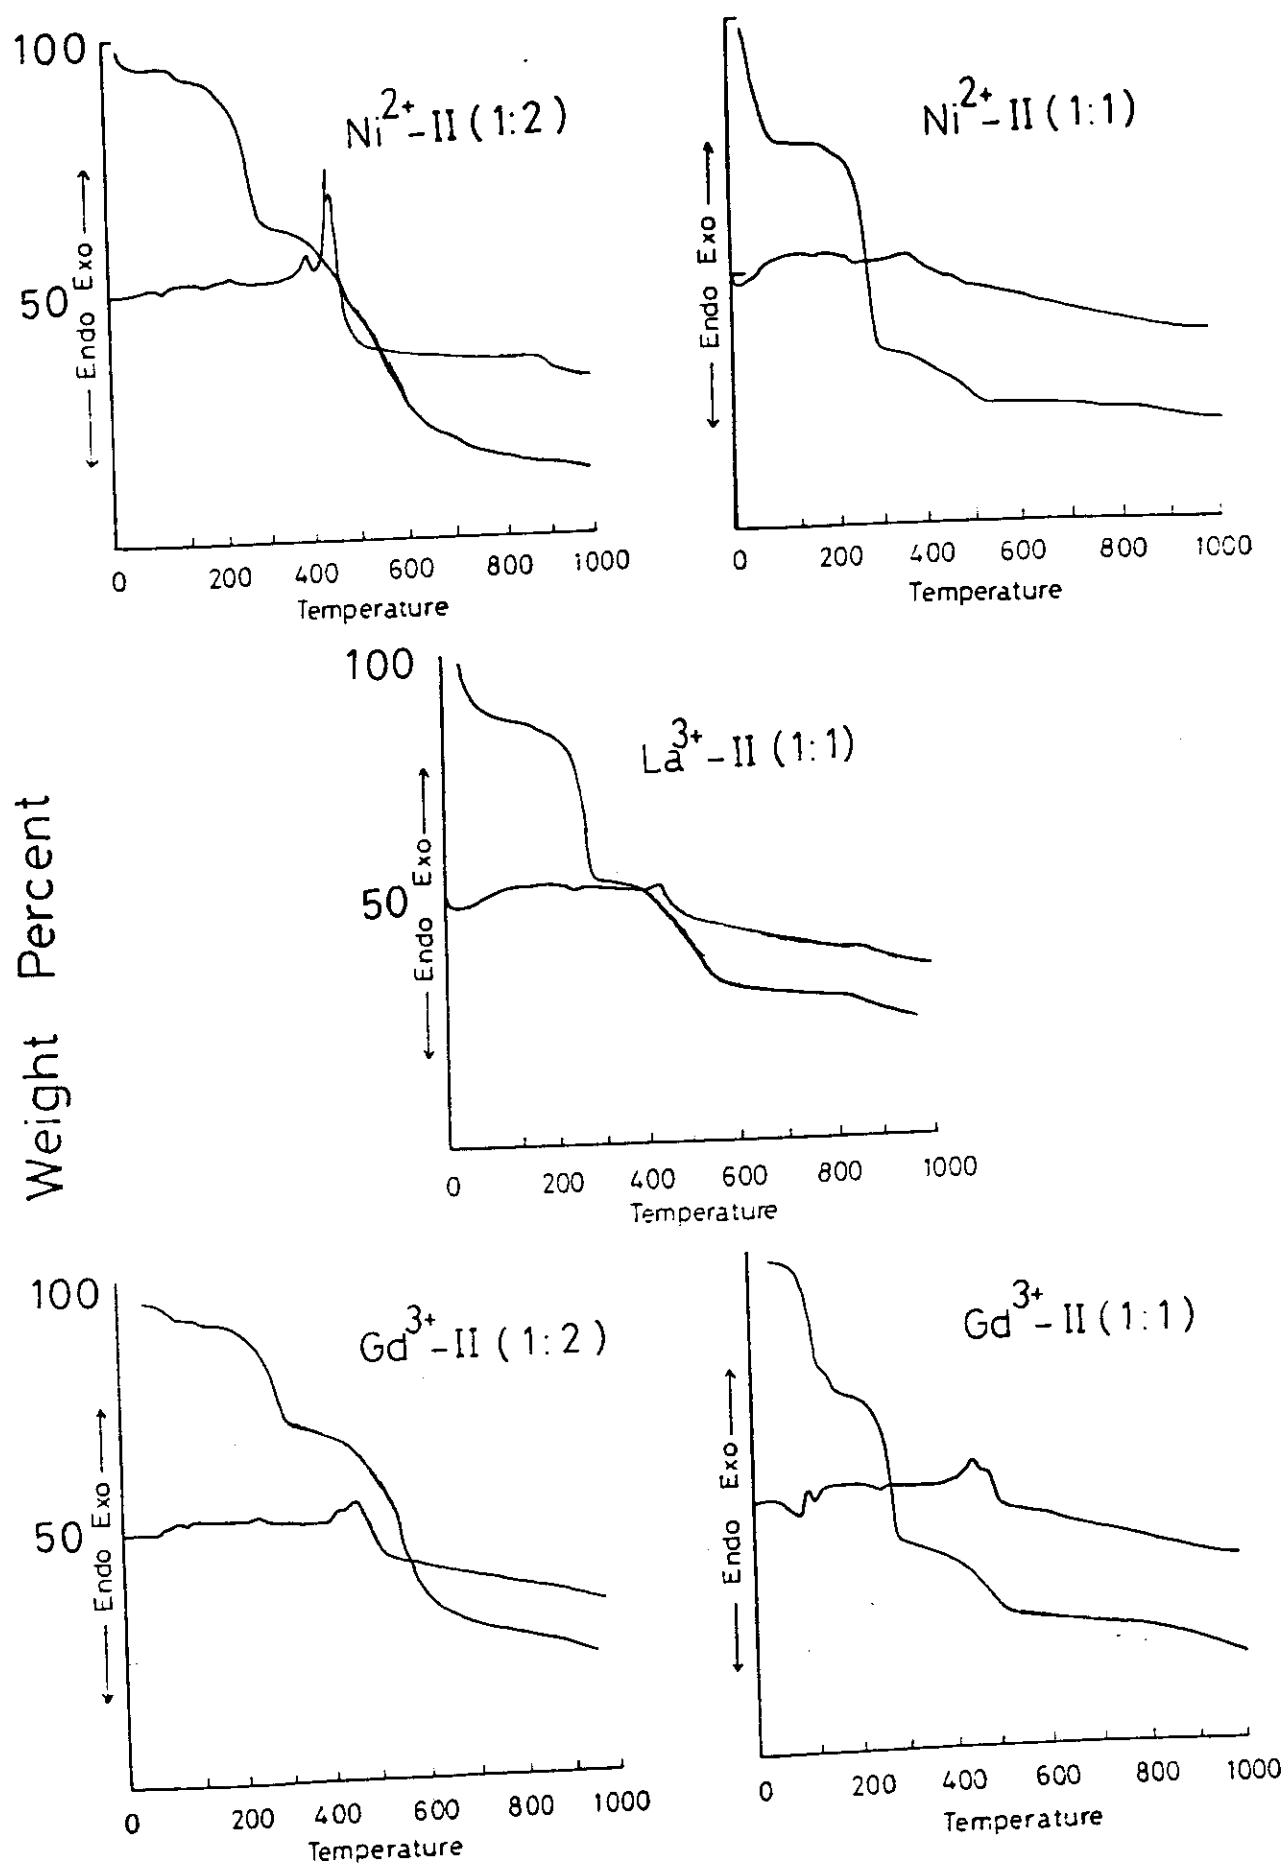 Weight Percent
100
50
← Endo Exo →
Ni2+-II (1:2)
0 200 400 600 800 1000
Temperature
← Endo Exo →
Ni2+-II (1:1)
0 200 400 600 800 1000
Temperature
100
50
← Endo Exo →
La3+-II (1:1)
0 200 400 600 800 1000
Temperature
100
50
← Endo Exo →
Gd3+-II (1:2)
0 200 400 600 800 1000
Temperature
← Endo Exo →
Gd3+-II (1:1)
0 200 400 600 800 1000
Temperature